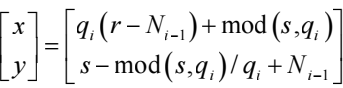 [x] = [q_i (r − N_{i−1}) + mod(s, q_i)]
[y] = [s − mod(s, q_i) / q_i + N_{i−1}]